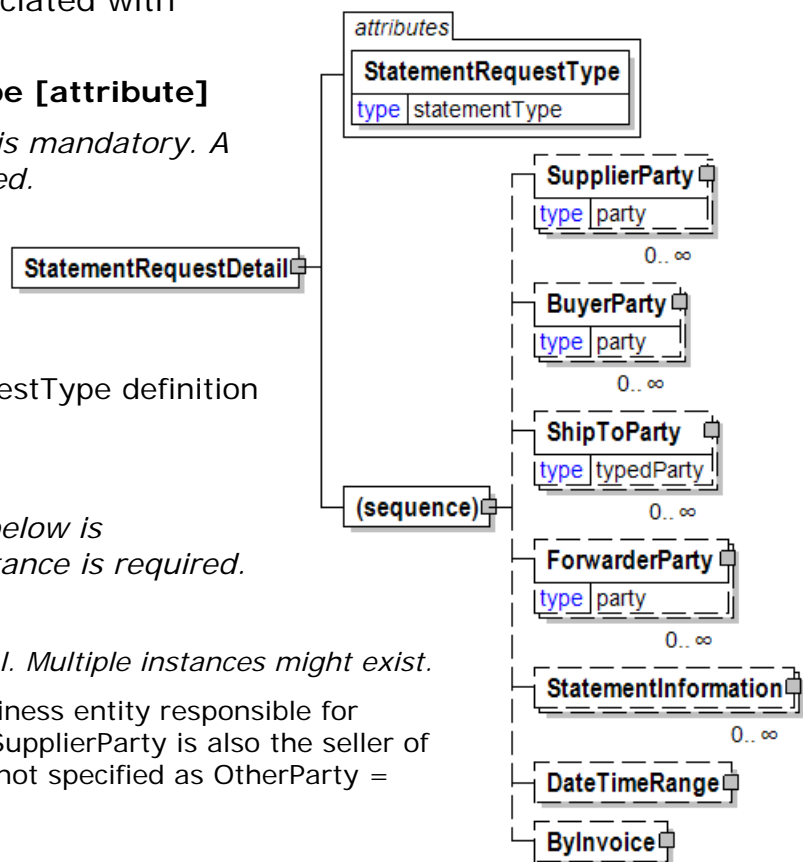 ciated with
pe [attribute]
is mandatory. A
ed.
estType definition
below is
tance is required.
l. Multiple instances might exist.
iness entity responsible for
SupplierParty is also the seller of
not specified as OtherParty =
attributes
StatementRequestType
type statementType
StatementRequestDetail
(sequence)
SupplierParty
type party
0.. ∞
BuyerParty
type party
0.. ∞
ShipToParty
type typedParty
0.. ∞
ForwarderParty
type party
0.. ∞
StatementInformation
0.. ∞
DateTimeRange
ByInvoice